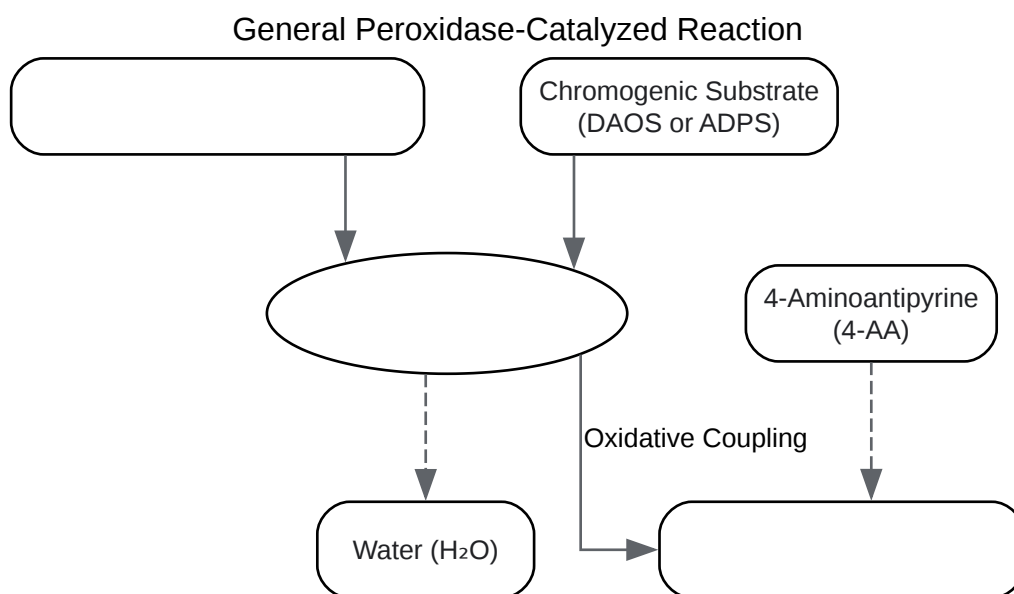 General Peroxidase-Catalyzed Reaction
Chromogenic Substrate
(DAOS or ADPS)
4-Aminoantipyrine
(4-AA)
Oxidative Coupling
Water (H₂O)